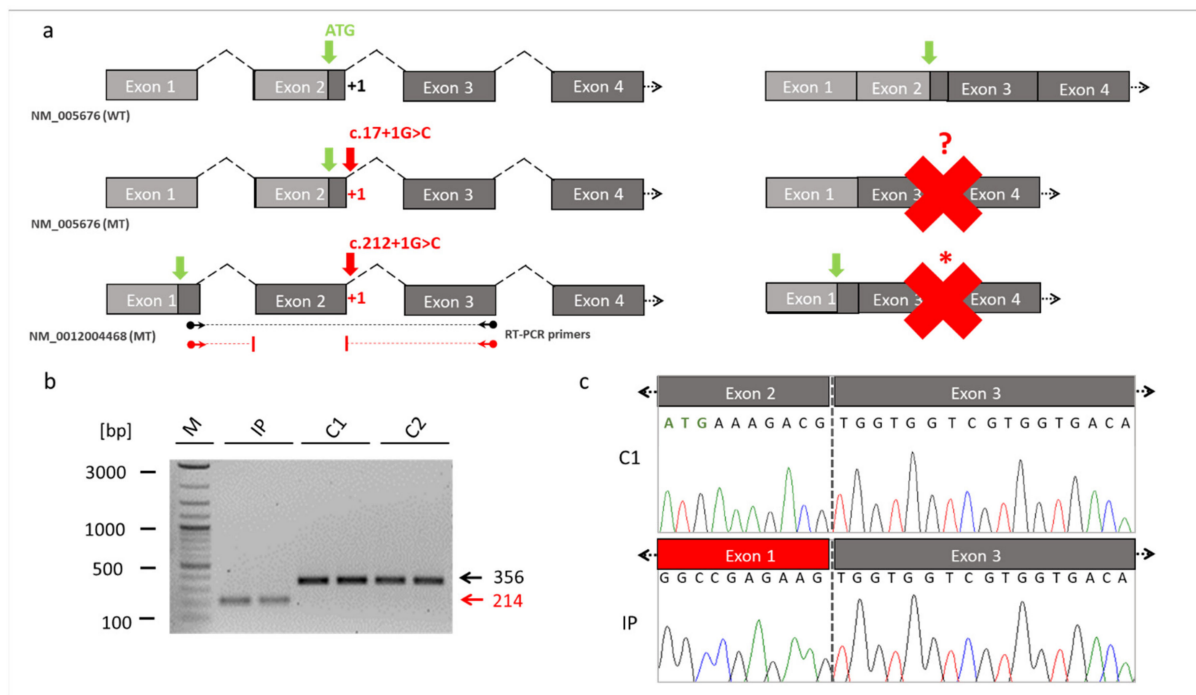 a
ATG
Exon 1 Exon 2 +1 Exon 3 Exon 4 Exon 1 Exon 2 Exon 3 Exon 4
NM_005676 (WT)
c.17+1G>C ?
Exon 1 Exon 2 +1 Exon 3 Exon 4 Exon 1 Exon 3 Exon 4
NM_005676 (MT)
c.212+1G>C *
Exon 1 Exon 2 +1 Exon 3 Exon 4 Exon 1 Exon 3 Exon 4
NM_0012004468 (MT) RT-PCR primers
b
[bp] M IP C1 C2
3000
1000
500
100
356
214
c
Exon 2 Exon 3
A T G A A A G A C G T G G T G G T C G T G G T G A C A
C1
Exon 1 Exon 3
G G C C G A G A A G T G G T G G T C G T G G T G A C A
IP